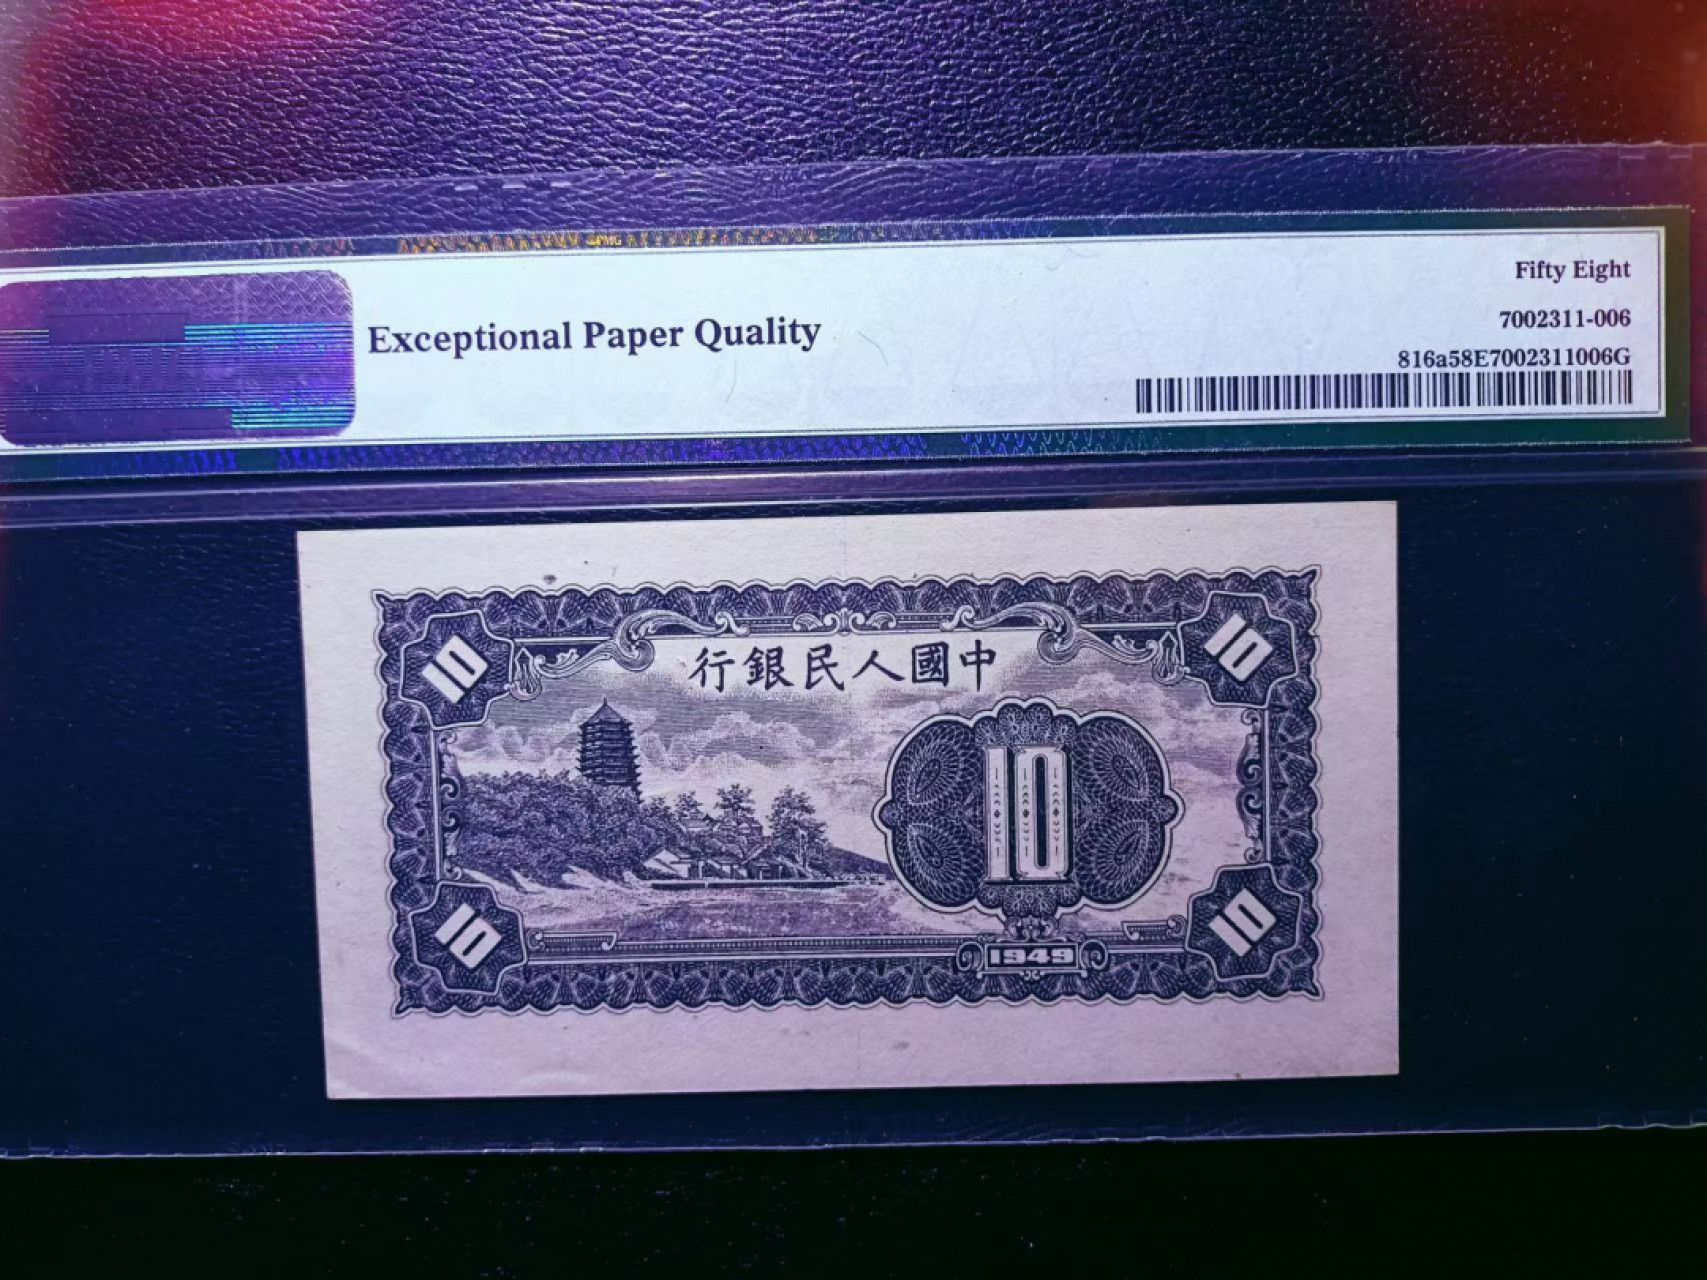 PMG
Fifty Eight
Exceptional Paper Quality
7002311-006
816a58E7002311006G
10
10
行銀民人國中
10
10
10
1949